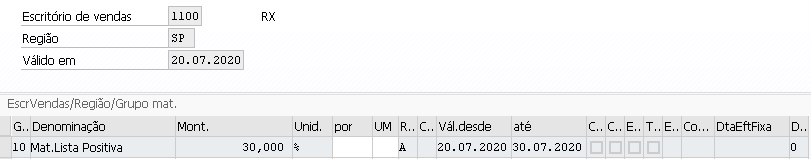 Escritório de vendas 1100 RX
Região SP
Válido em 20.07.2020
EscrVendas/Região/Grupo mat.
G.. Denominação Mont. Unid. por UM R.. C.. Vál.desde até C.. C.. E.. T.. E.. Co... DtaEftFixa D..
10 Mat.Lista Positiva 30,000 % A 20.07.2020 30.07.2020 0